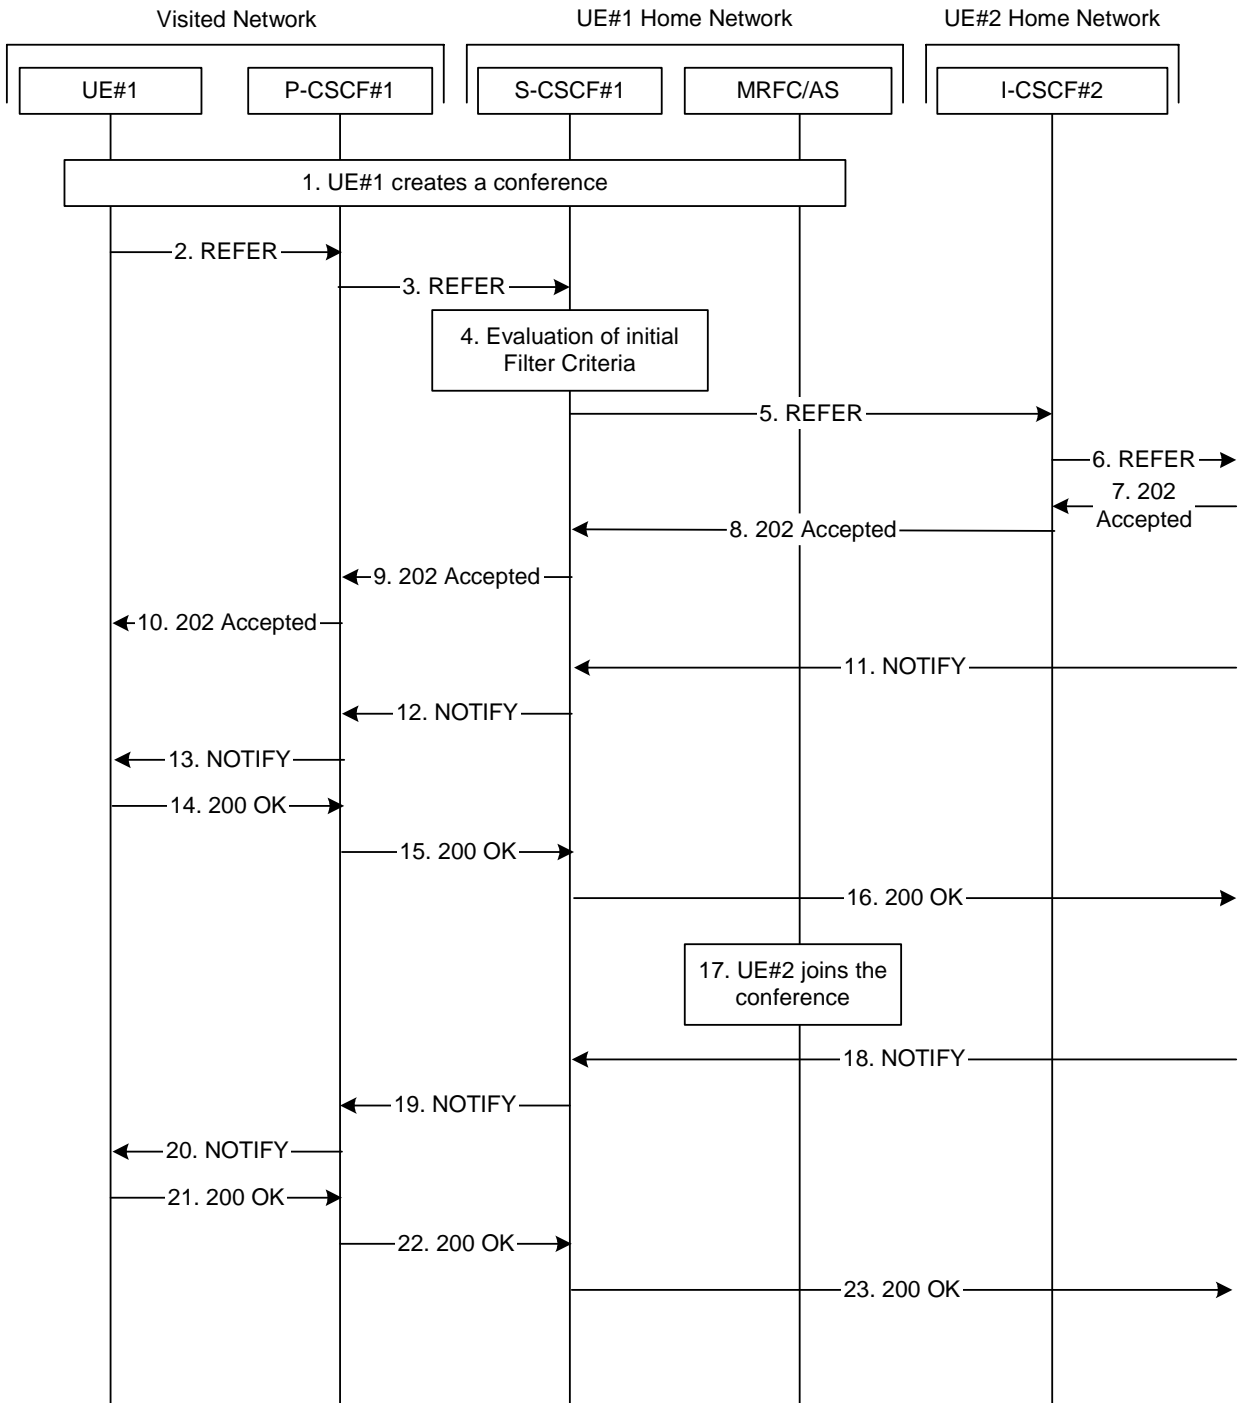 Visited Network
UE#1 Home Network
UE#2 Home Network
UE#1
P-CSCF#1
S-CSCF#1
MRFC/AS
I-CSCF#2
1. UE#1 creates a conference
2. REFER
3. REFER
4. Evaluation of initial
Filter Criteria
5. REFER
6. REFER
7. 202
Accepted
8. 202 Accepted
9. 202 Accepted
10. 202 Accepted
11. NOTIFY
12. NOTIFY
13. NOTIFY
14. 200 OK
15. 200 OK
16. 200 OK
17. UE#2 joins the
conference
18. NOTIFY
19. NOTIFY
20. NOTIFY
21. 200 OK
22. 200 OK
23. 200 OK